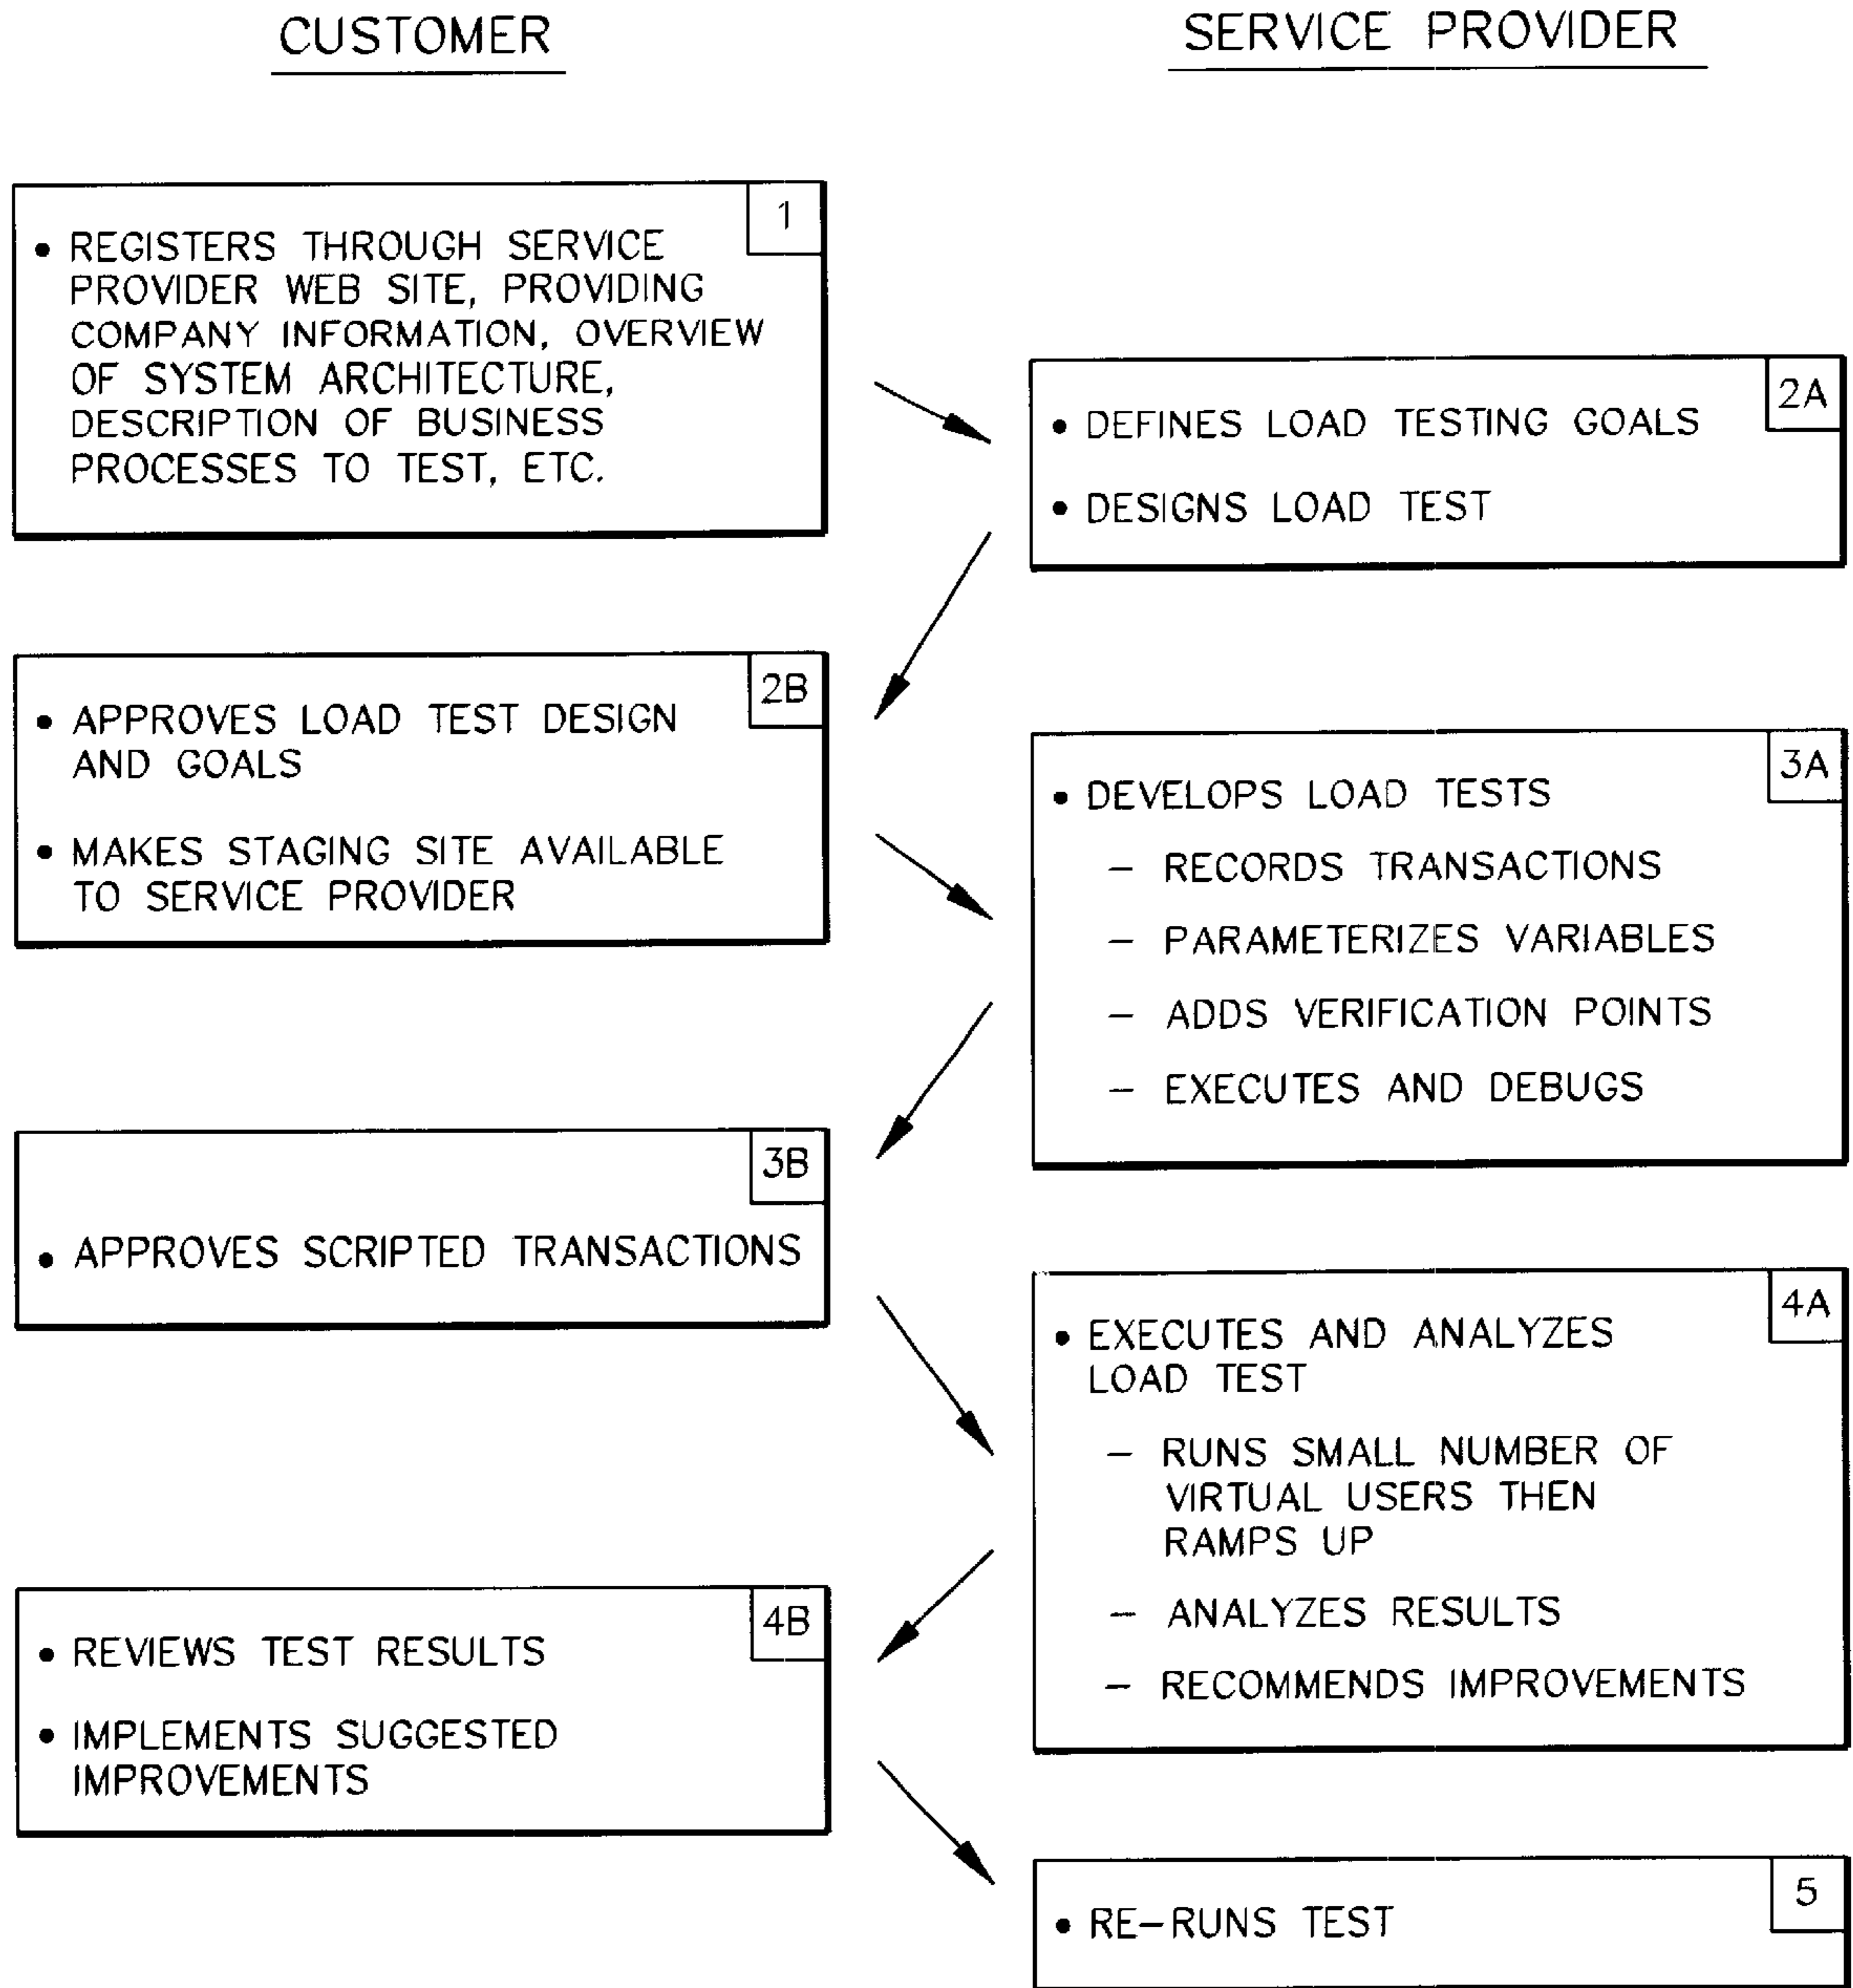 CUSTOMER
SERVICE PROVIDER
1
• REGISTERS THROUGH SERVICE
PROVIDER WEB SITE, PROVIDING
COMPANY INFORMATION, OVERVIEW
OF SYSTEM ARCHITECTURE,
DESCRIPTION OF BUSINESS
PROCESSES TO TEST, ETC.
2A
• DEFINES LOAD TESTING GOALS
• DESIGNS LOAD TEST
2B
• APPROVES LOAD TEST DESIGN
AND GOALS
• MAKES STAGING SITE AVAILABLE
TO SERVICE PROVIDER
3A
• DEVELOPS LOAD TESTS
– RECORDS TRANSACTIONS
– PARAMETERIZES VARIABLES
– ADDS VERIFICATION POINTS
– EXECUTES AND DEBUGS
3B
• APPROVES SCRIPTED TRANSACTIONS
4A
• EXECUTES AND ANALYZES
LOAD TEST
– RUNS SMALL NUMBER OF
VIRTUAL USERS THEN
RAMPS UP
– ANALYZES RESULTS
– RECOMMENDS IMPROVEMENTS
4B
• REVIEWS TEST RESULTS
• IMPLEMENTS SUGGESTED
IMPROVEMENTS
5
• RE-RUNS TEST